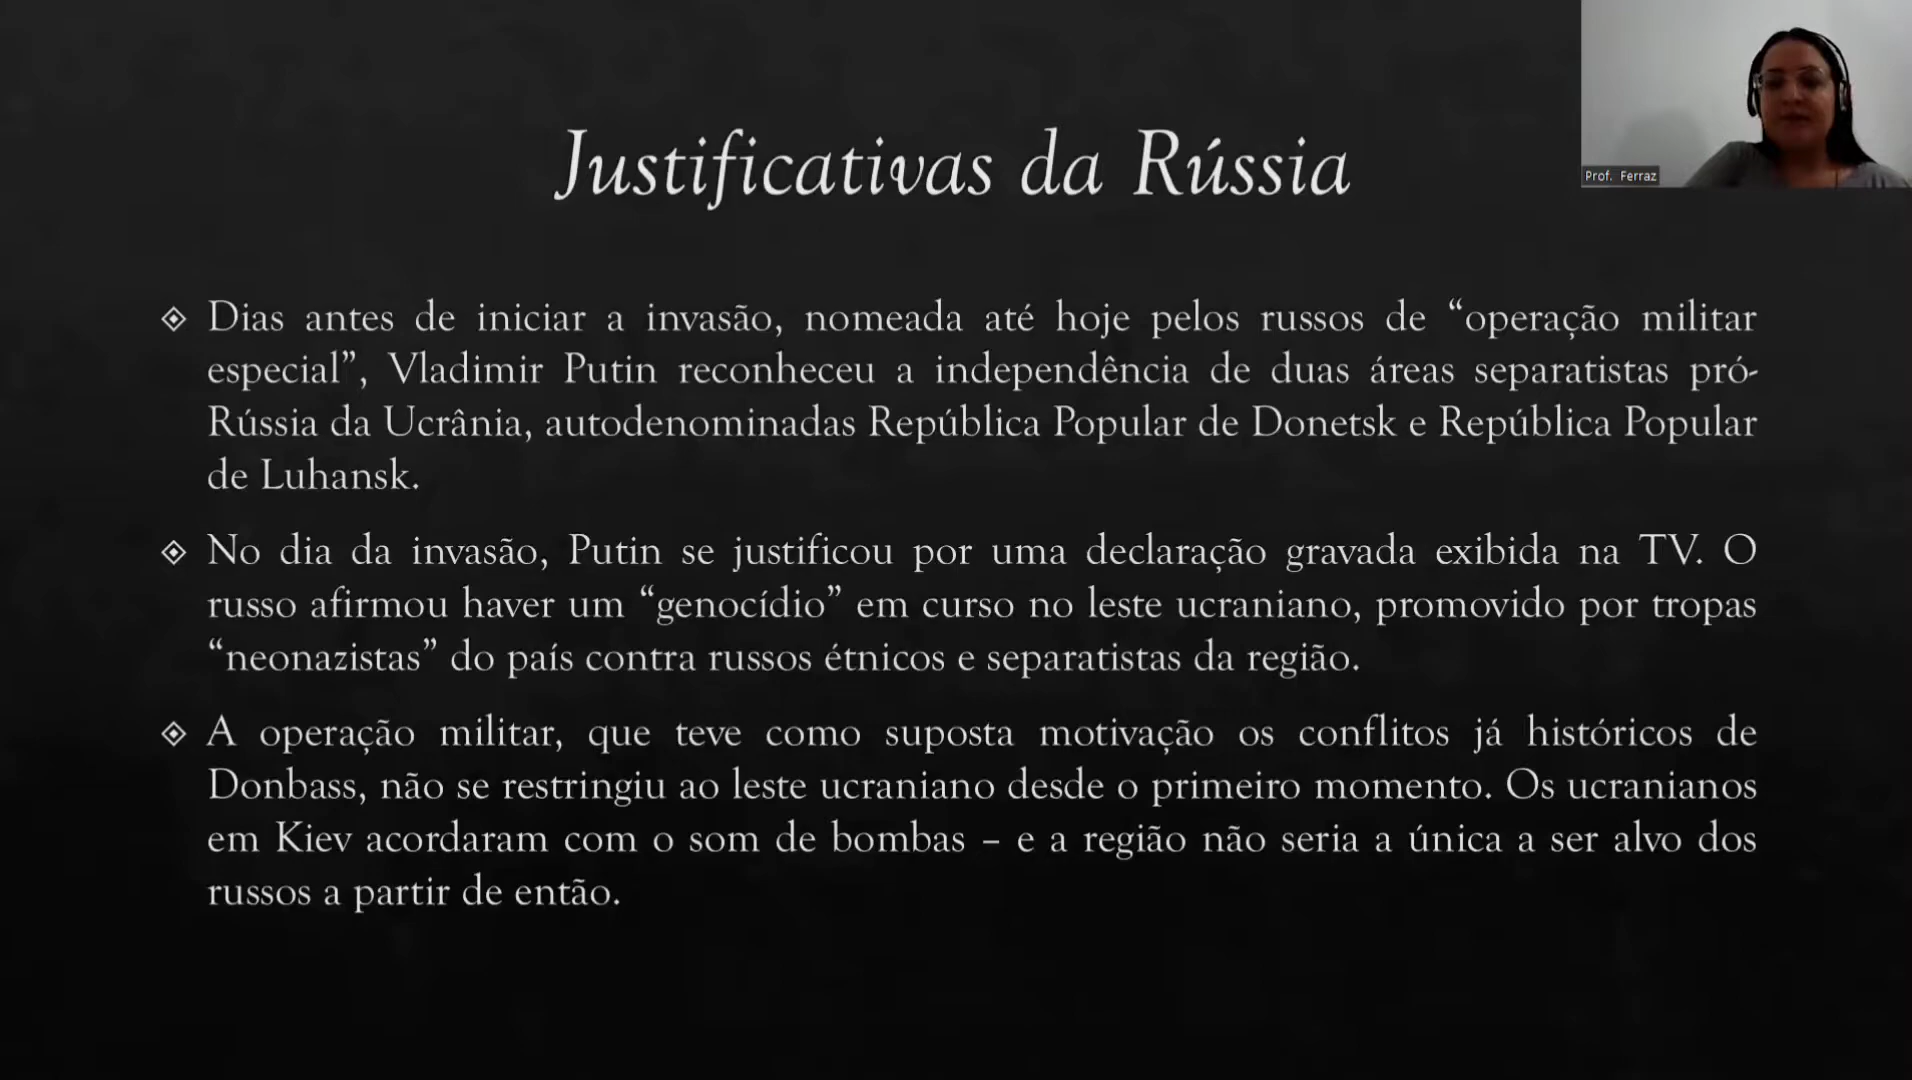 Justificativas da Rússia
Prof. Ferraz
Dias antes de iniciar a invasão, nomeada até hoje pelos russos de “operação militar
especial”, Vladimir Putin reconheceu a independência de duas áreas separatistas pró-
Rússia da Ucrânia, autodenominadas República Popular de Donetsk e República Popular
de Luhansk.
No dia da invasão, Putin se justificou por uma declaração gravada exibida na TV. O
russo afirmou haver um “genocídio” em curso no leste ucraniano, promovido por tropas
“neonazistas” do país contra russos étnicos e separatistas da região.
A operação militar, que teve como suposta motivação os conflitos já históricos de
Donbass, não se restringiu ao leste ucraniano desde o primeiro momento. Os ucranianos
em Kiev acordaram com o som de bombas – e a região não seria a única a ser alvo dos
russos a partir de então.